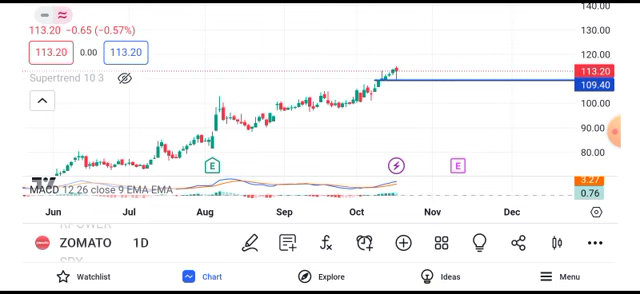 140.00
113.20 −0.65 (−0.57%)
130.00
113.20 0.00 113.20
120.00
Supertrend 10 3
113.20
109.40
100.00
90.00
80.00
E E
MACD 12 26 close 9 EMA EMA
3.27
0.76
Jun Jul Aug Sep Oct Nov Dec
ZOMATO 1D
Watchlist Chart Explore Ideas Menu